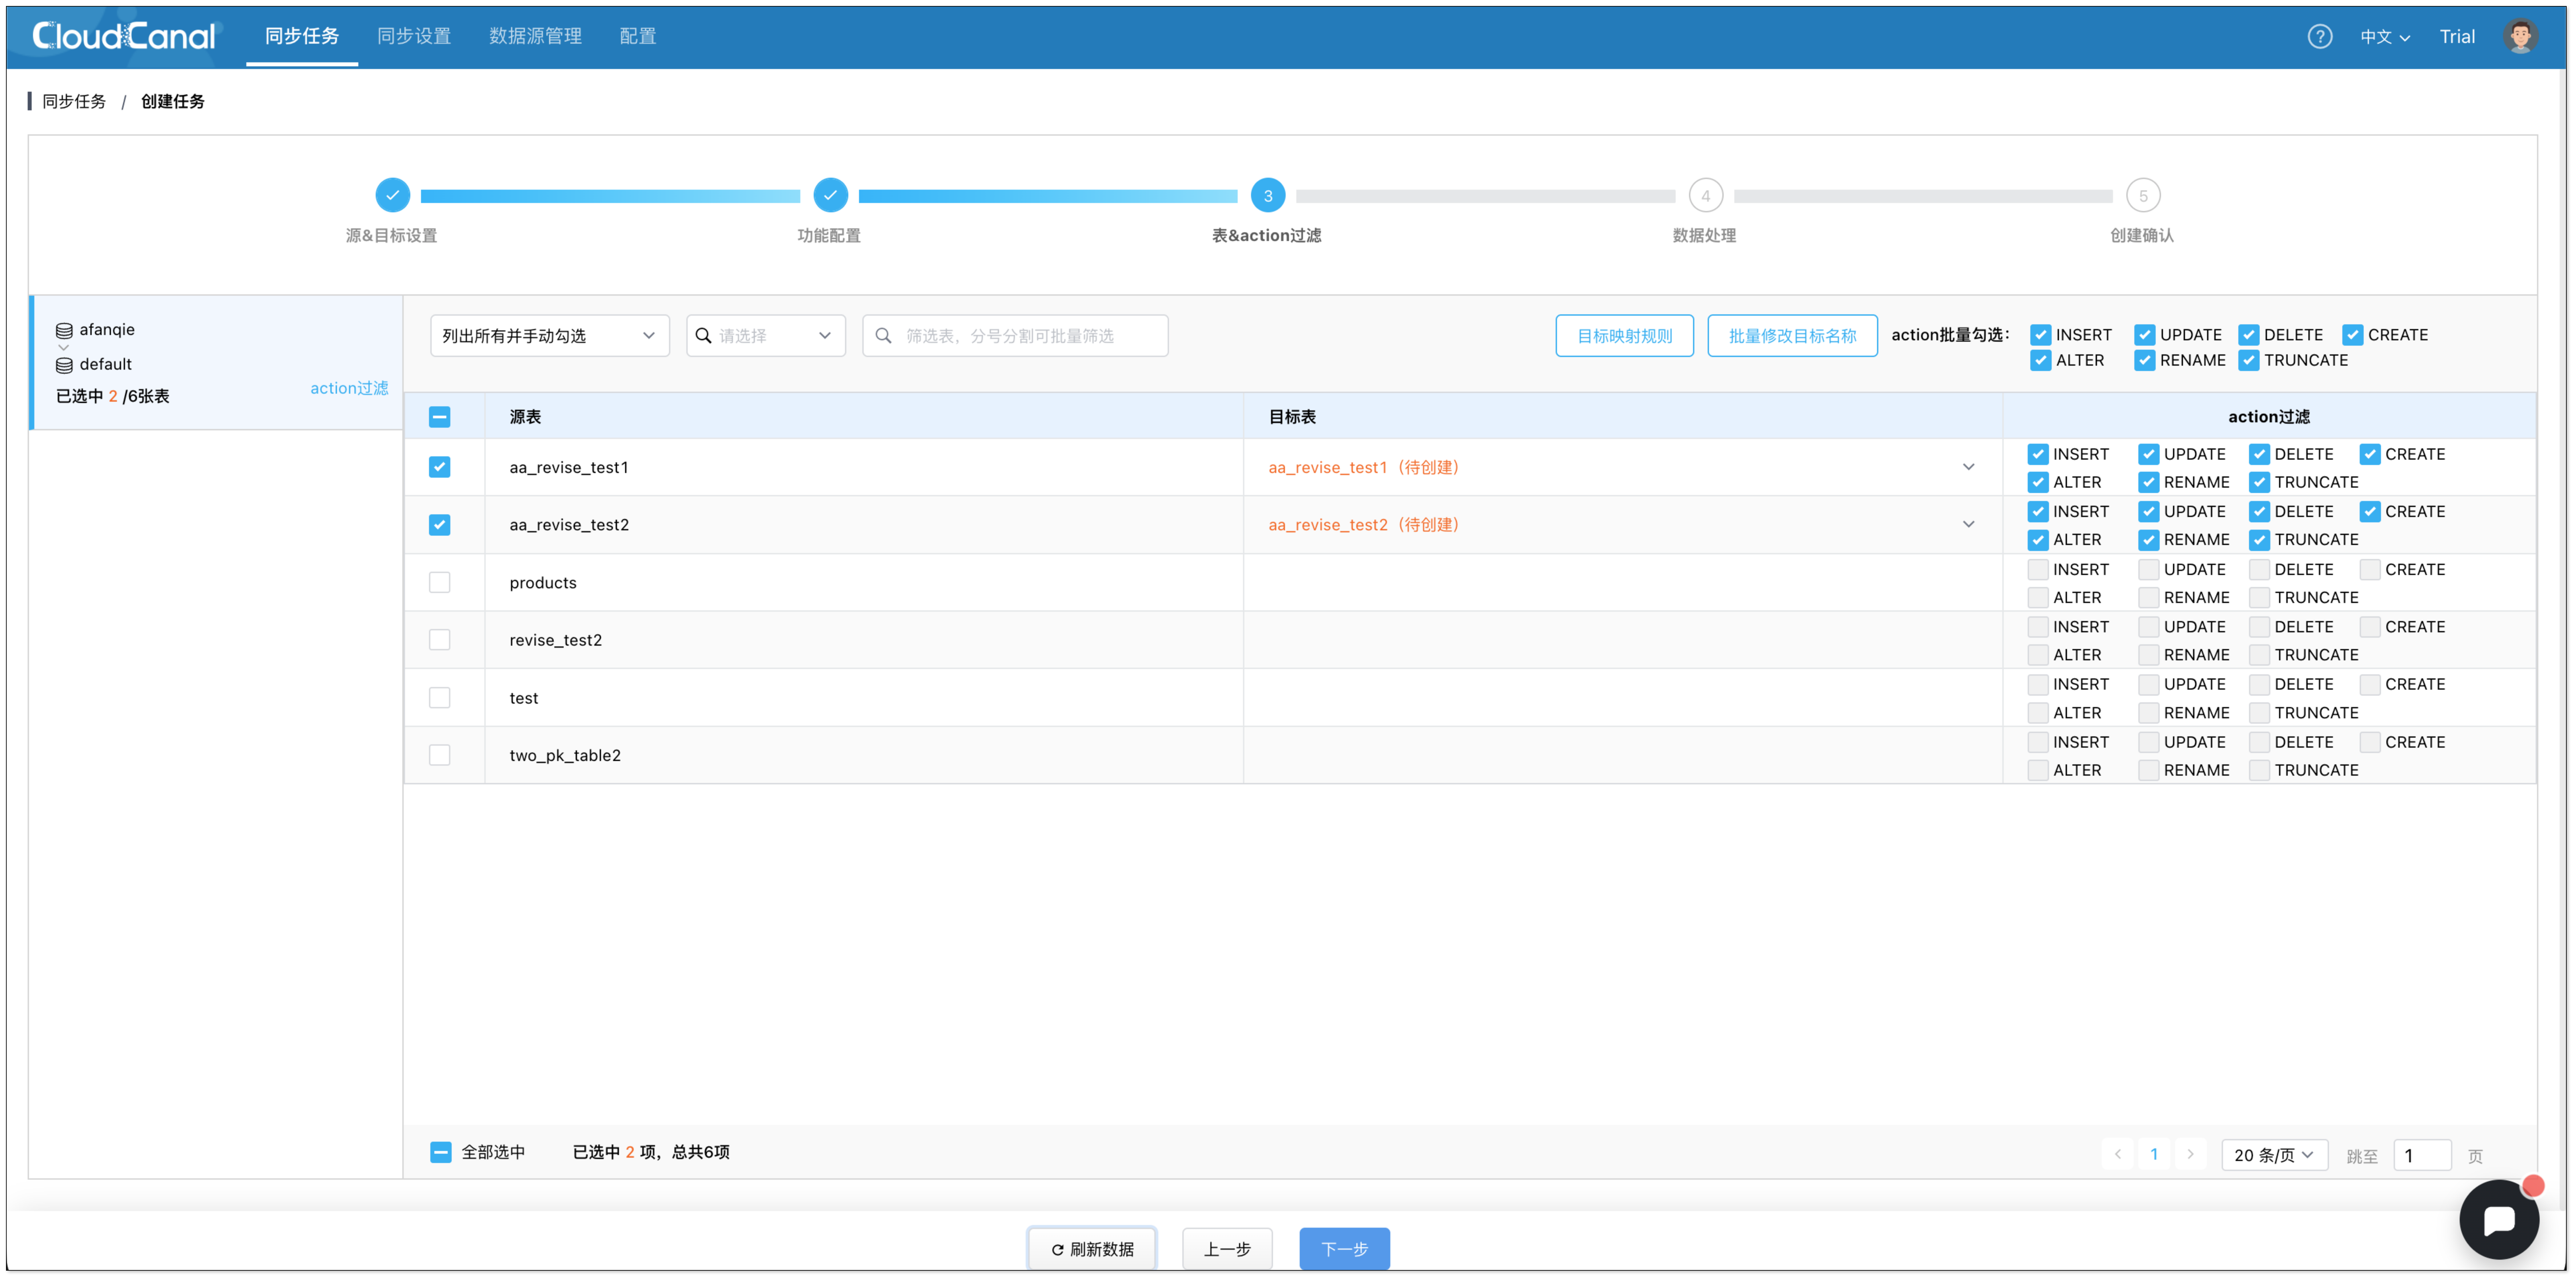 CloudCanal 同步任务 同步设置 数据源管理 配置 ? 中文 Trial
同步任务 / 创建任务
3 4 5
源&目标设置 功能配置 表&action过滤 数据处理 创建确认
afanqie
default
已选中 2 /6张表 action过滤
列出所有并手动勾选 请选择 筛选表，分号分割可批量筛选 目标映射规则 批量修改目标名称 action批量勾选： INSERT UPDATE DELETE CREATE
ALTER RENAME TRUNCATE
源表 目标表 action过滤
aa_revise_test1 aa_revise_test1（待创建） INSERT UPDATE DELETE CREATE
ALTER RENAME TRUNCATE
aa_revise_test2 aa_revise_test2（待创建） INSERT UPDATE DELETE CREATE
ALTER RENAME TRUNCATE
products INSERT UPDATE DELETE CREATE
ALTER RENAME TRUNCATE
revise_test2 INSERT UPDATE DELETE CREATE
ALTER RENAME TRUNCATE
test INSERT UPDATE DELETE CREATE
ALTER RENAME TRUNCATE
two_pk_table2 INSERT UPDATE DELETE CREATE
ALTER RENAME TRUNCATE
全部选中 已选中 2 项，总共6项 1 20 条/页 跳至 1 页
刷新数据 上一步 下一步